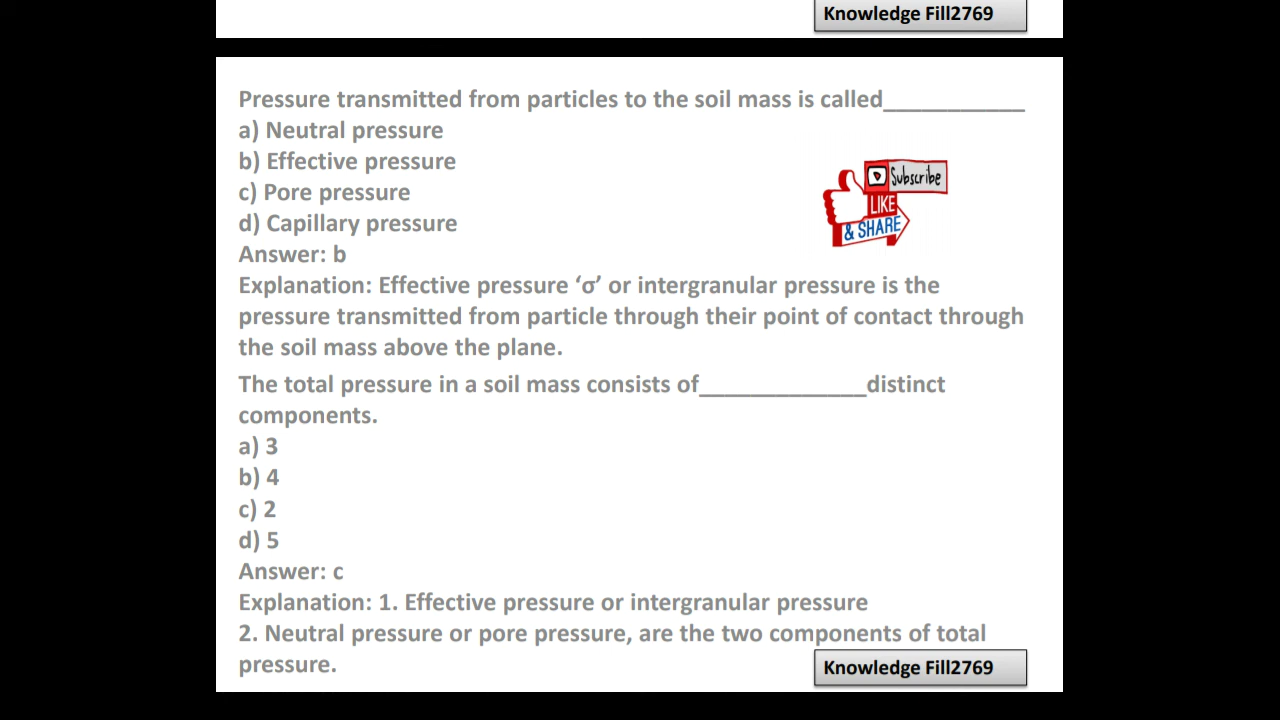 Knowledge Fill2769
Pressure transmitted from particles to the soil mass is called___________
a) Neutral pressure
b) Effective pressure
c) Pore pressure
d) Capillary pressure
Subscribe
LIKE
& SHARE
Answer: b
Explanation: Effective pressure ‘σ’ or intergranular pressure is the
pressure transmitted from particle through their point of contact through
the soil mass above the plane.
The total pressure in a soil mass consists of_____________distinct
components.
a) 3
b) 4
c) 2
d) 5
Answer: c
Explanation: 1. Effective pressure or intergranular pressure
2. Neutral pressure or pore pressure, are the two components of total
pressure.
Knowledge Fill2769